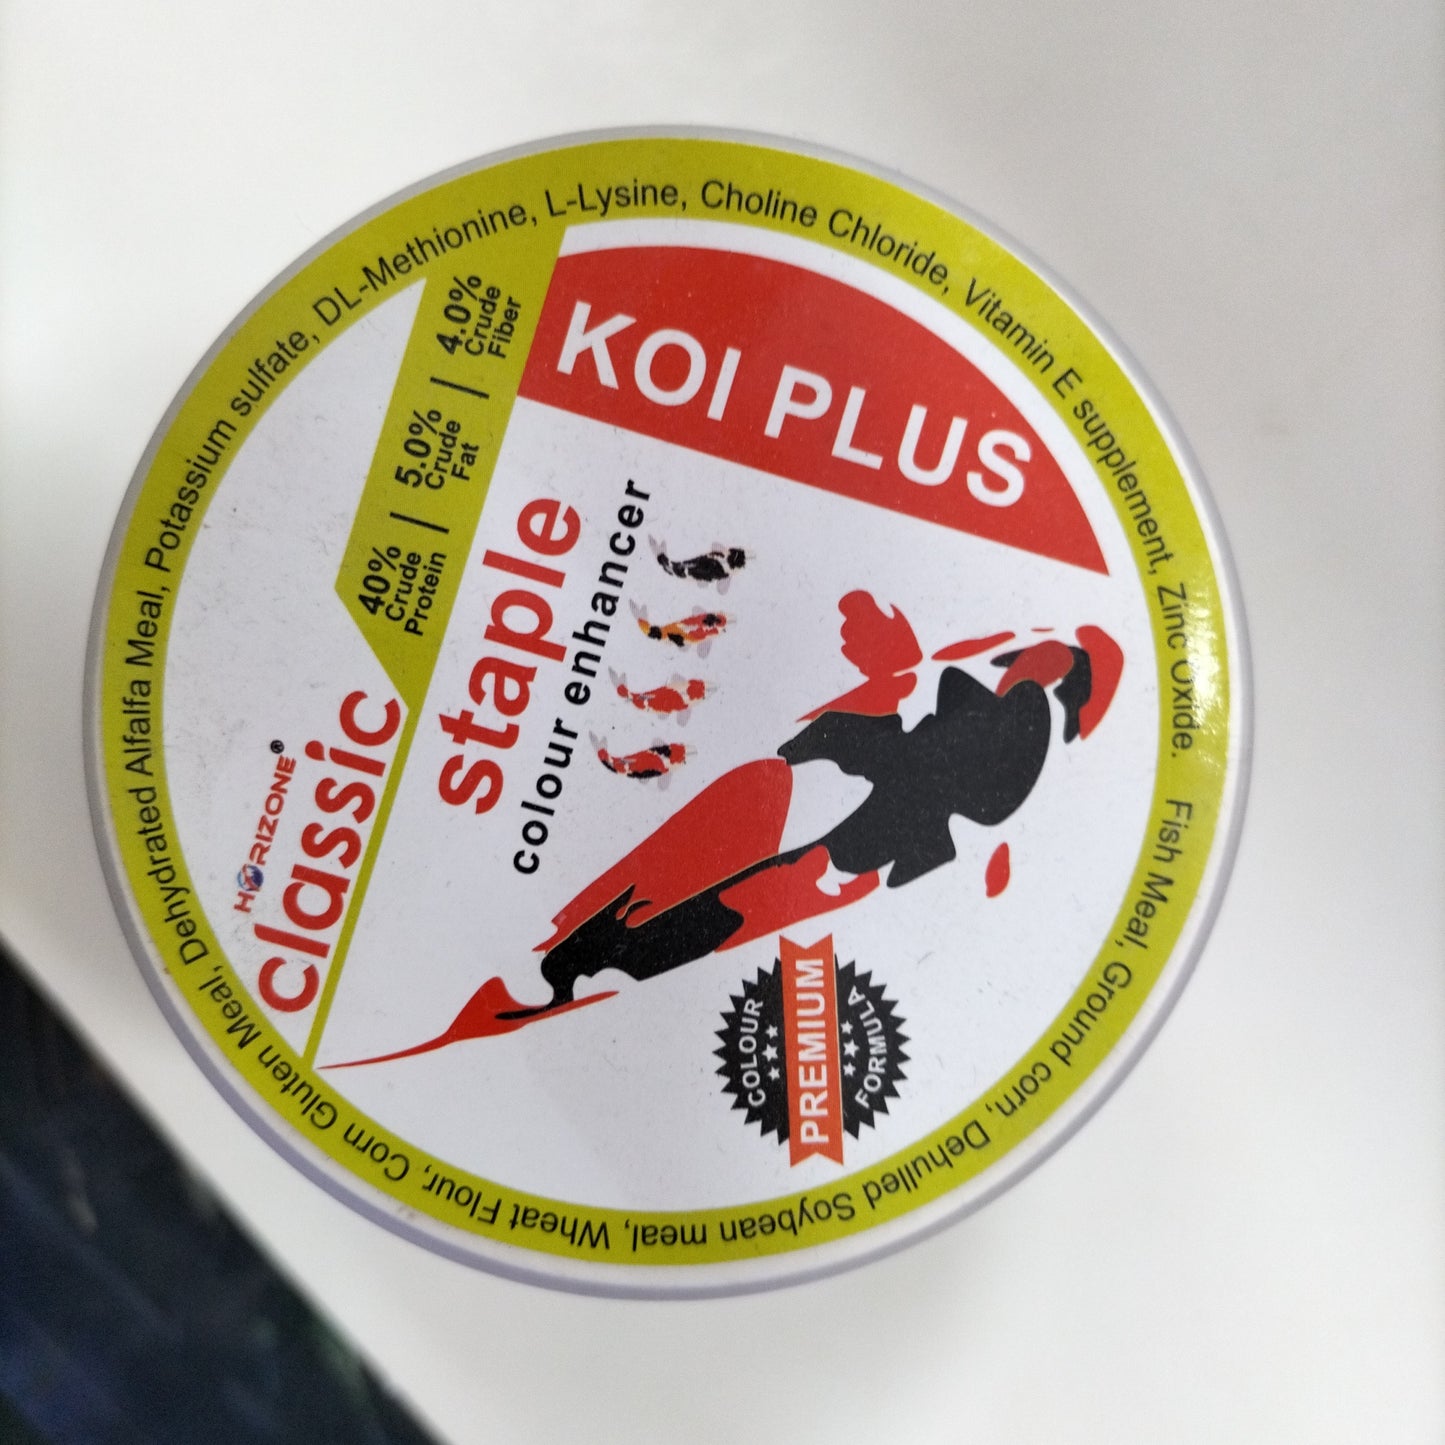 HORIZONE®
classic
40%
Crude
Protein
5.0%
Crude
Fat
4.0%
Crude
Fiber
staple
colour enhancer
KOI PLUS
COLOUR
PREMIUM
FORMULA
Fish Meal, Ground corn, Dehulled Soybean meal, Wheat Flour, Corn Gluten Meal, Dehydrated Alfalfa Meal, Potassium sulfate, DL-Methionine, L-Lysine, Choline Chloride, Vitamin E supplement, Zinc Oxide.